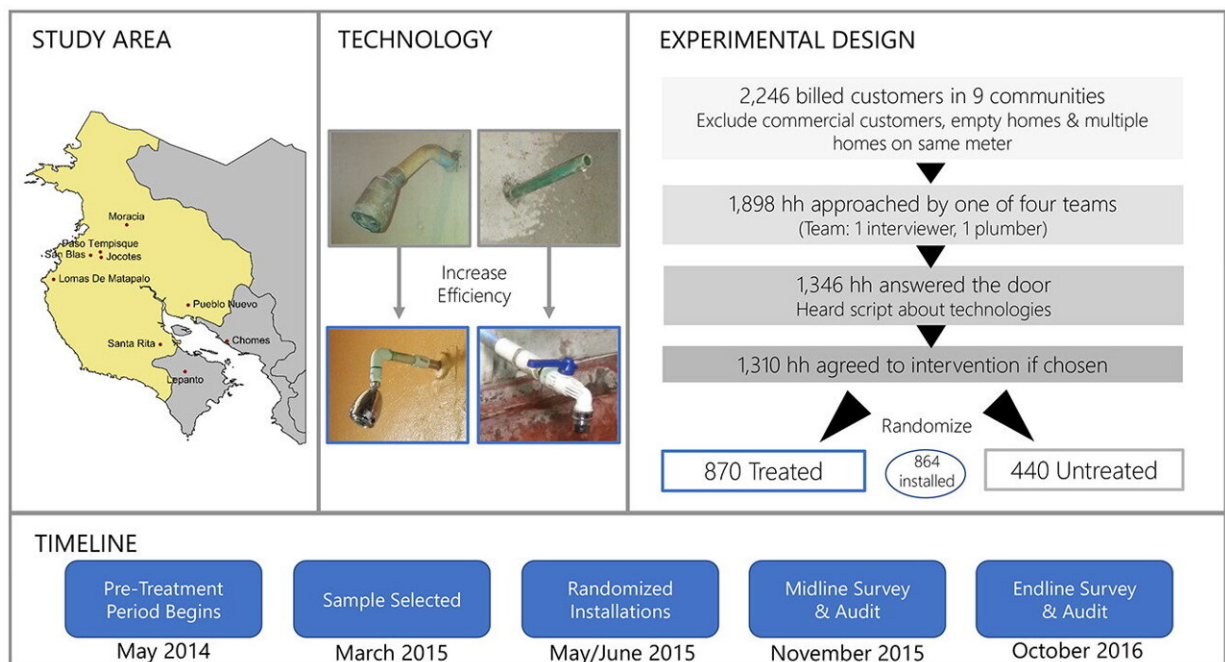 STUDY AREA
Moracia
Paso Tempisque
San Blas
Jocotes
Lomas De Matapalo
Pueblo Nuevo
Santa Rita
Chomes
Lepanto
TECHNOLOGY
Increase
Efficiency
EXPERIMENTAL DESIGN
2,246 billed customers in 9 communities
Exclude commercial customers, empty homes & multiple
homes on same meter
1,898 hh approached by one of four teams
(Team: 1 interviewer, 1 plumber)
1,346 hh answered the door
Heard script about technologies
1,310 hh agreed to intervention if chosen
Randomize
870 Treated
864
installed
440 Untreated
TIMELINE
Pre-Treatment
Period Begins
May 2014
Sample Selected
March 2015
Randomized
Installations
May/June 2015
Midline Survey
& Audit
November 2015
Endline Survey
& Audit
October 2016